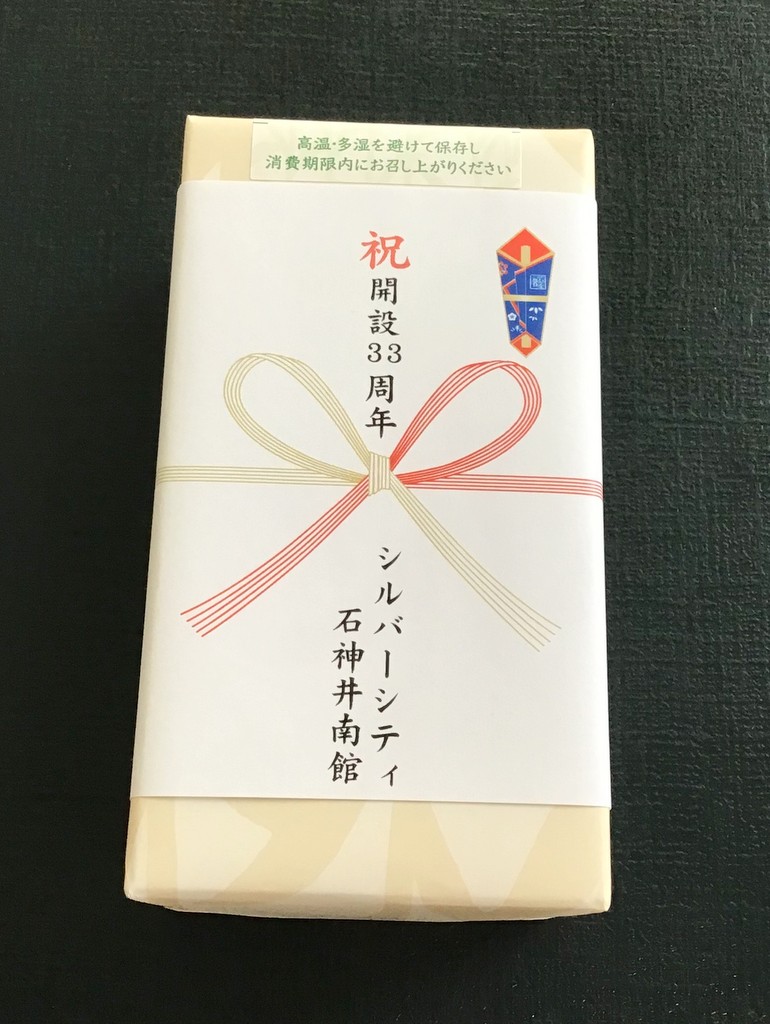 高温・多湿を避けて保存し
消費期限内にお召し上がりください
祝開設33周年
シルバーシティ
石神井南館